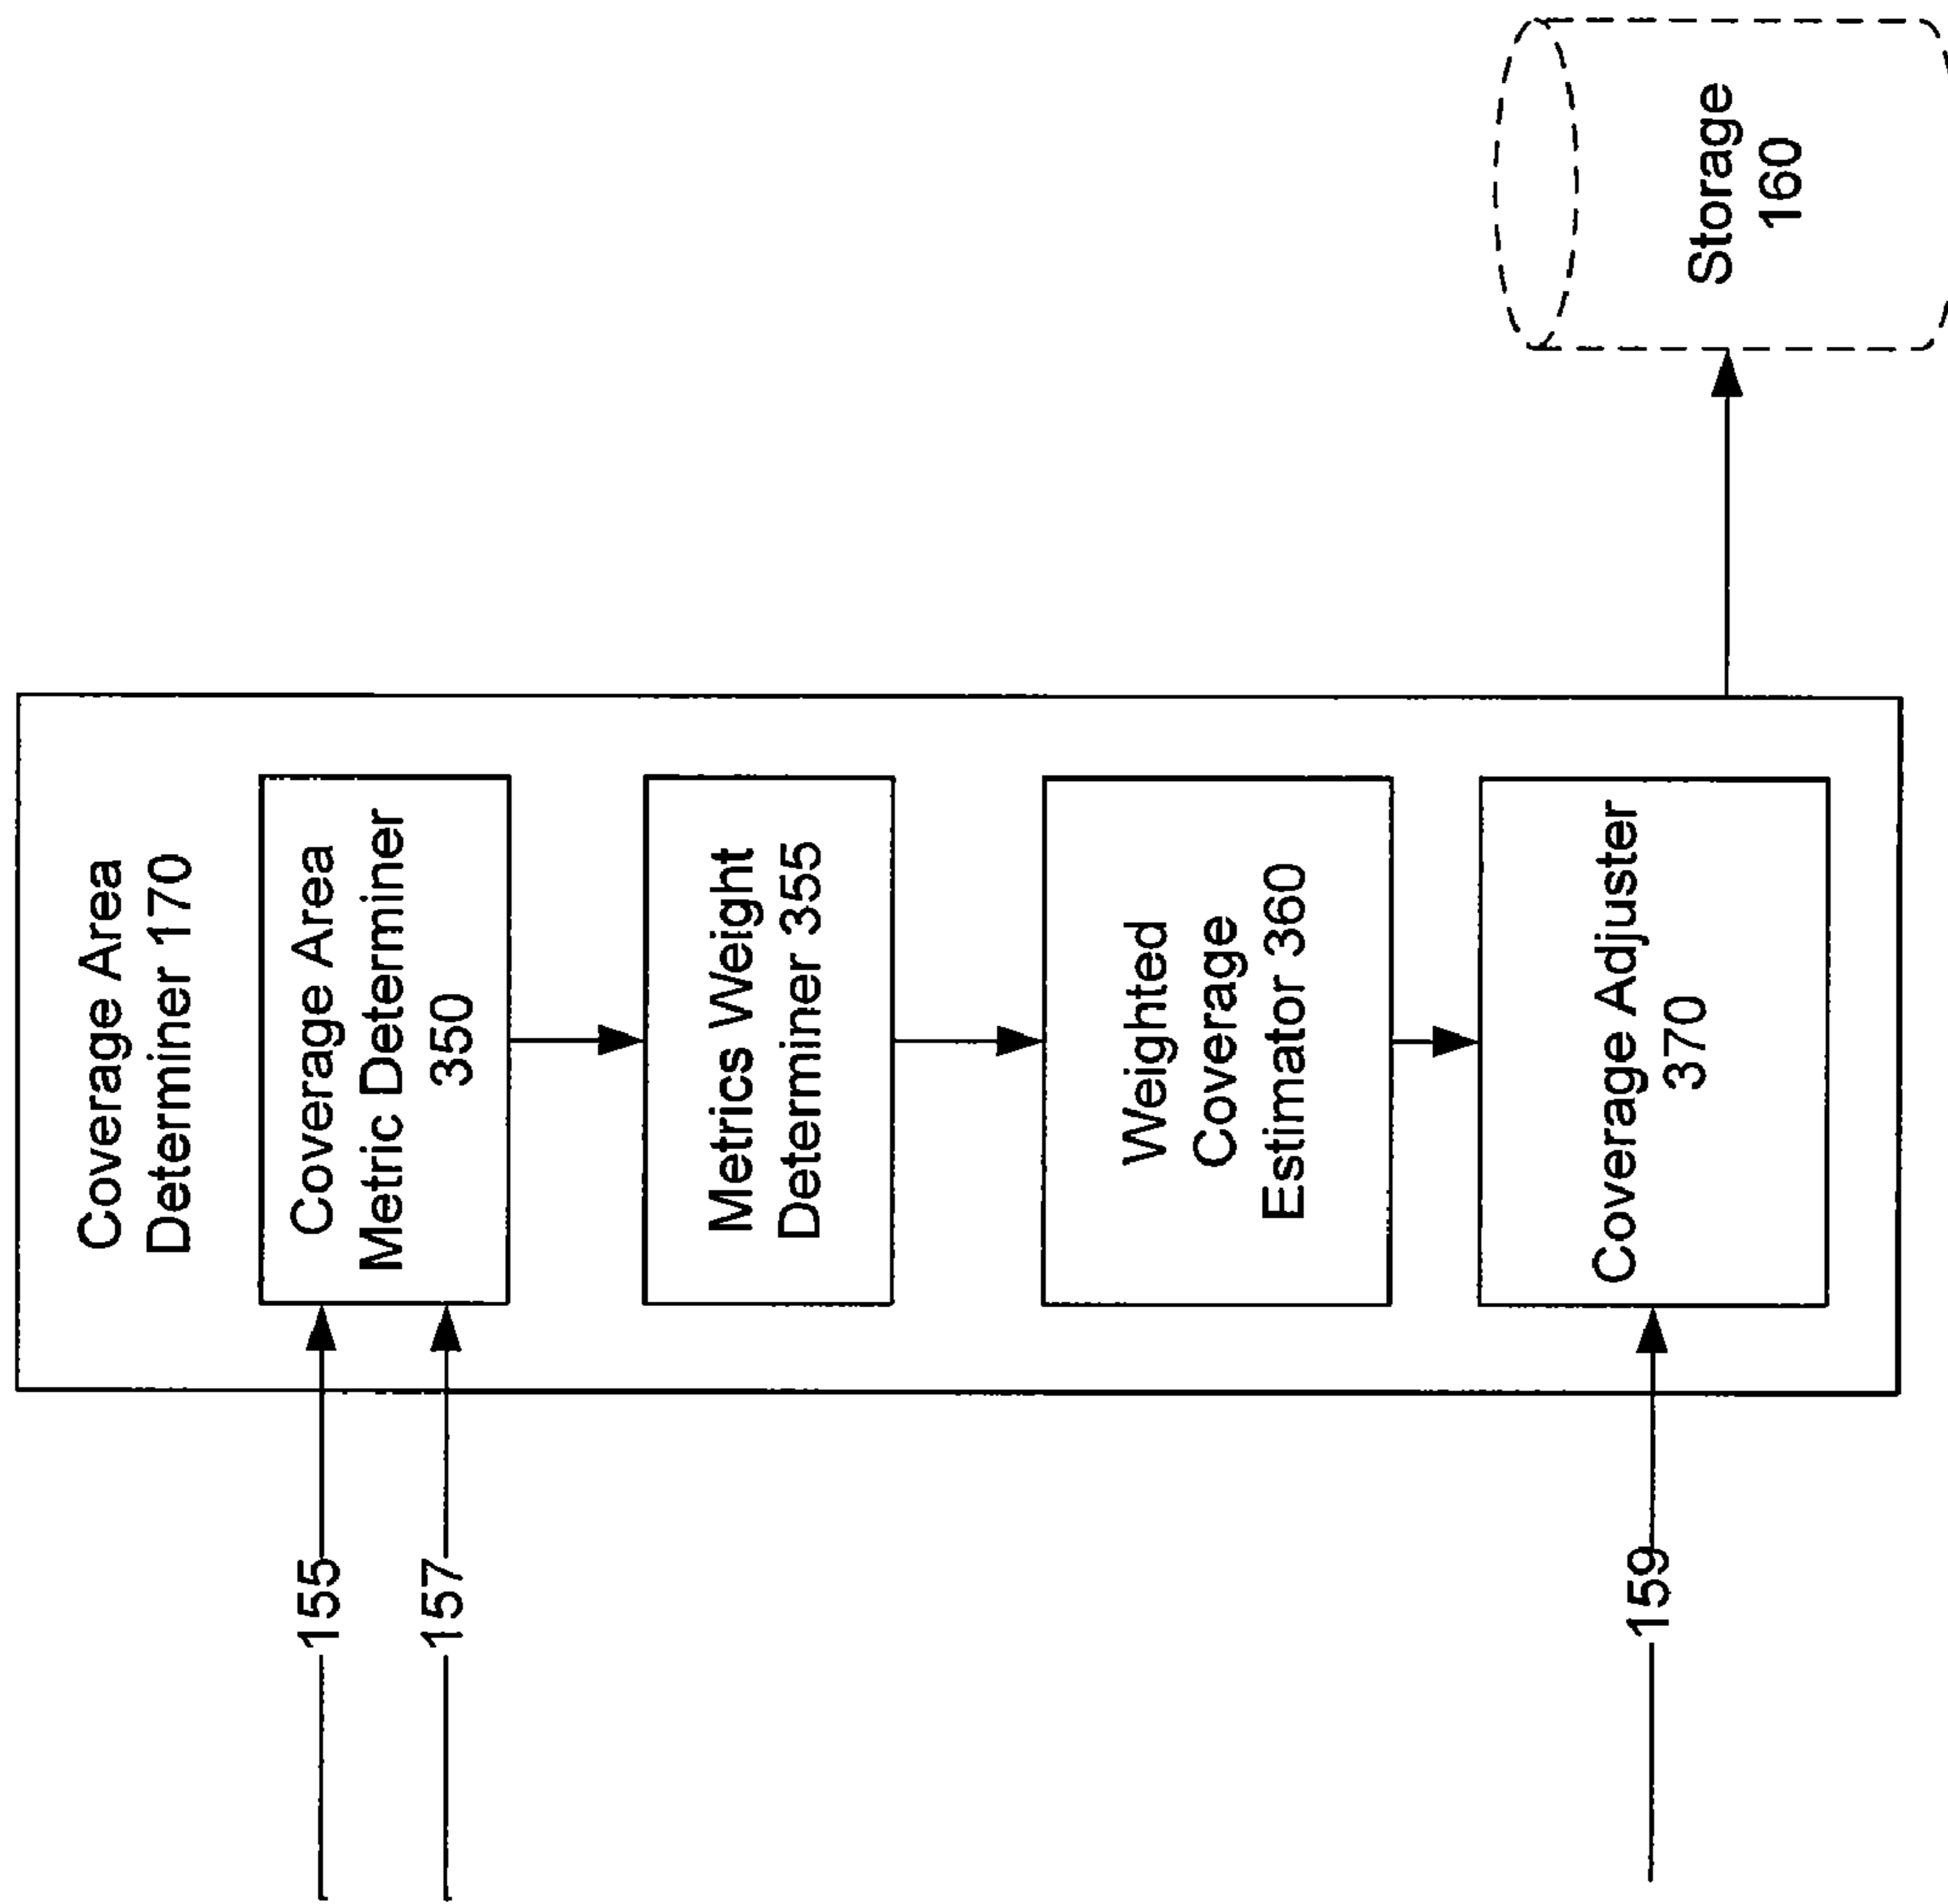 Coverage Area
Determiner 170
Coverage Area
Metric Determiner
350
Metrics Weight
Determiner 355
Weighted
Coverage
Estimator 360
Coverage Adjuster
370
155
157
159
Storage
160